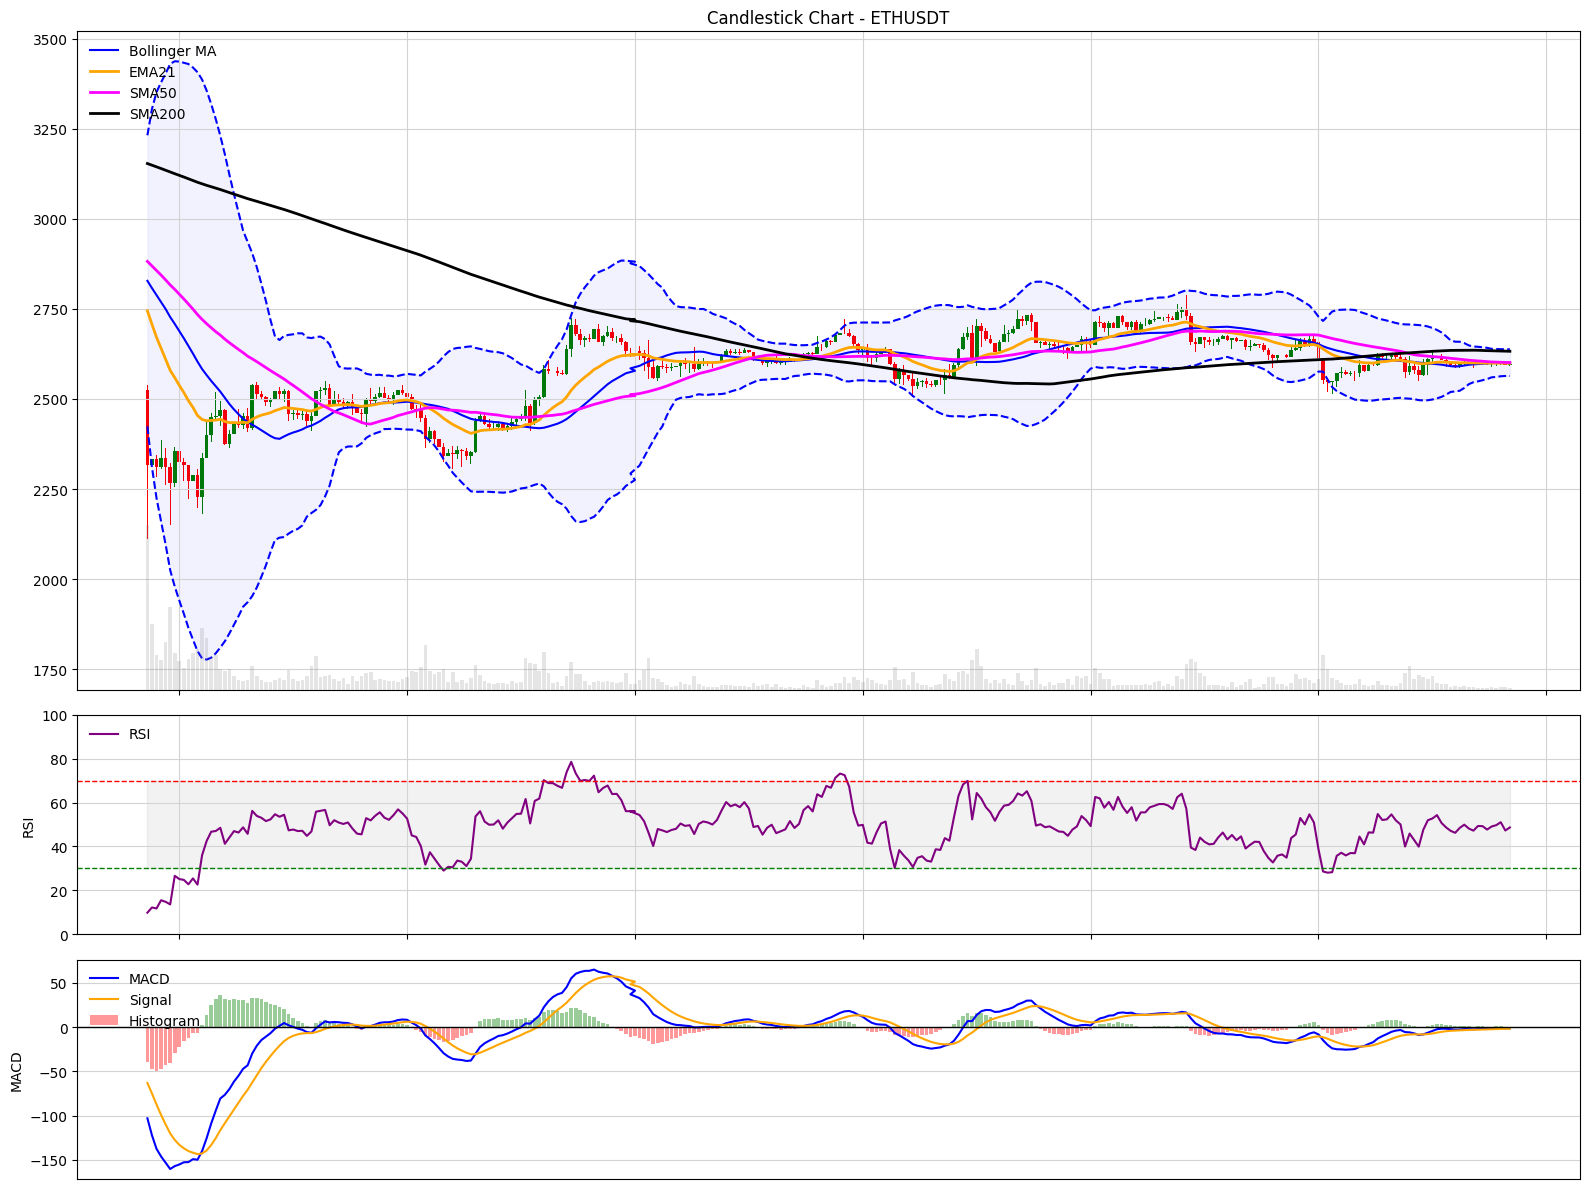 Candlestick Chart - ETHUSDT
3500
3250
3000
2750
2500
2250
2000
1750
Bollinger MA
EMA21
SMA50
SMA200
100
80
60
40
20
0
RSI
RSI
50
0
−50
−100
−150
MACD
MACD
Signal
Histogram